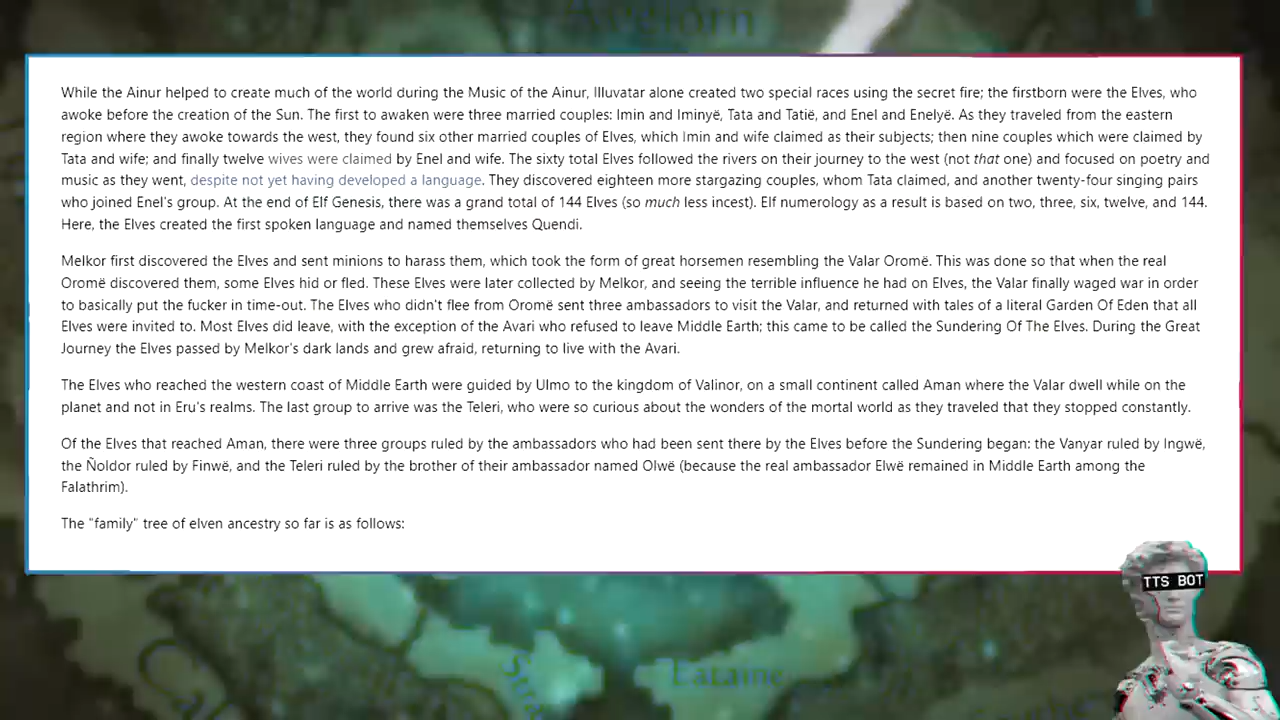 Avelorn
While the Ainur helped to create much of the world during the Music of the Ainur, Illuvatar alone created two special races using the secret fire; the firstborn were the Elves, who
awoke before the creation of the Sun. The first to awaken were three married couples: Imin and Iminyë, Tata and Tatië, and Enel and Enelyë. As they traveled from the eastern
region where they awoke towards the west, they found six other married couples of Elves, which Imin and wife claimed as their subjects; then nine couples which were claimed by
Tata and wife; and finally twelve wives were claimed by Enel and wife. The sixty total Elves followed the rivers on their journey to the west (not that one) and focused on poetry and
music as they went, despite not yet having developed a language. They discovered eighteen more stargazing couples, whom Tata claimed, and another twenty-four singing pairs
who joined Enel's group. At the end of Elf Genesis, there was a grand total of 144 Elves (so much less incest). Elf numerology as a result is based on two, three, six, twelve, and 144.
Here, the Elves created the first spoken language and named themselves Quendi.
Melkor first discovered the Elves and sent minions to harass them, which took the form of great horsemen resembling the Valar Oromë. This was done so that when the real
Oromë discovered them, some Elves hid or fled. These Elves were later collected by Melkor, and seeing the terrible influence he had on Elves, the Valar finally waged war in order
to basically put the fucker in time-out. The Elves who didn't flee from Oromë sent three ambassadors to visit the Valar, and returned with tales of a literal Garden Of Eden that all
Elves were invited to. Most Elves did leave, with the exception of the Avari who refused to leave Middle Earth; this came to be called the Sundering Of The Elves. During the Great
Journey the Elves passed by Melkor's dark lands and grew afraid, returning to live with the Avari.
The Elves who reached the western coast of Middle Earth were guided by Ulmo to the kingdom of Valinor, on a small continent called Aman where the Valar dwell while on the
planet and not in Eru's realms. The last group to arrive was the Teleri, who were so curious about the wonders of the mortal world as they traveled that they stopped constantly.
Of the Elves that reached Aman, there were three groups ruled by the ambassadors who had been sent there by the Elves before the Sundering began: the Vanyar ruled by Ingwë,
the Ñoldor ruled by Finwë, and the Teleri ruled by the brother of their ambassador named Olwë (because the real ambassador Elwë remained in Middle Earth among the
Falathrim).
The "family" tree of elven ancestry so far is as follows:
TTS BOT